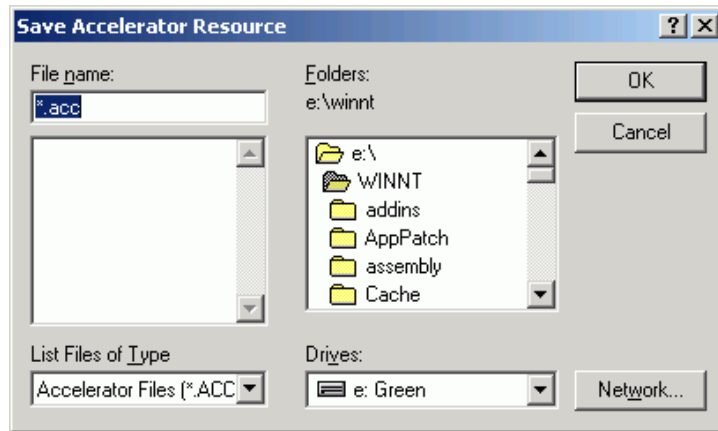 Save Accelerator Resource
File name:
*.acc
Folders:
e:\winnt
OK
Cancel
e:\
WINNT
addins
AppPatch
assembly
Cache
List Files of Type
Accelerator Files (*.ACC
Drives:
e: Green
Network...